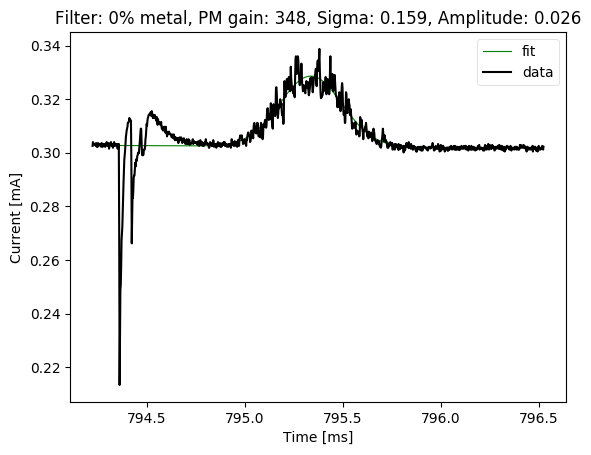 Filter: 0% metal, PM gain: 348, Sigma: 0.159, Amplitude: 0.026
fit
data
0.34
0.32
0.30
0.28
0.26
0.24
0.22
Current [mA]
794.5 795.0 795.5 796.0 796.5
Time [ms]